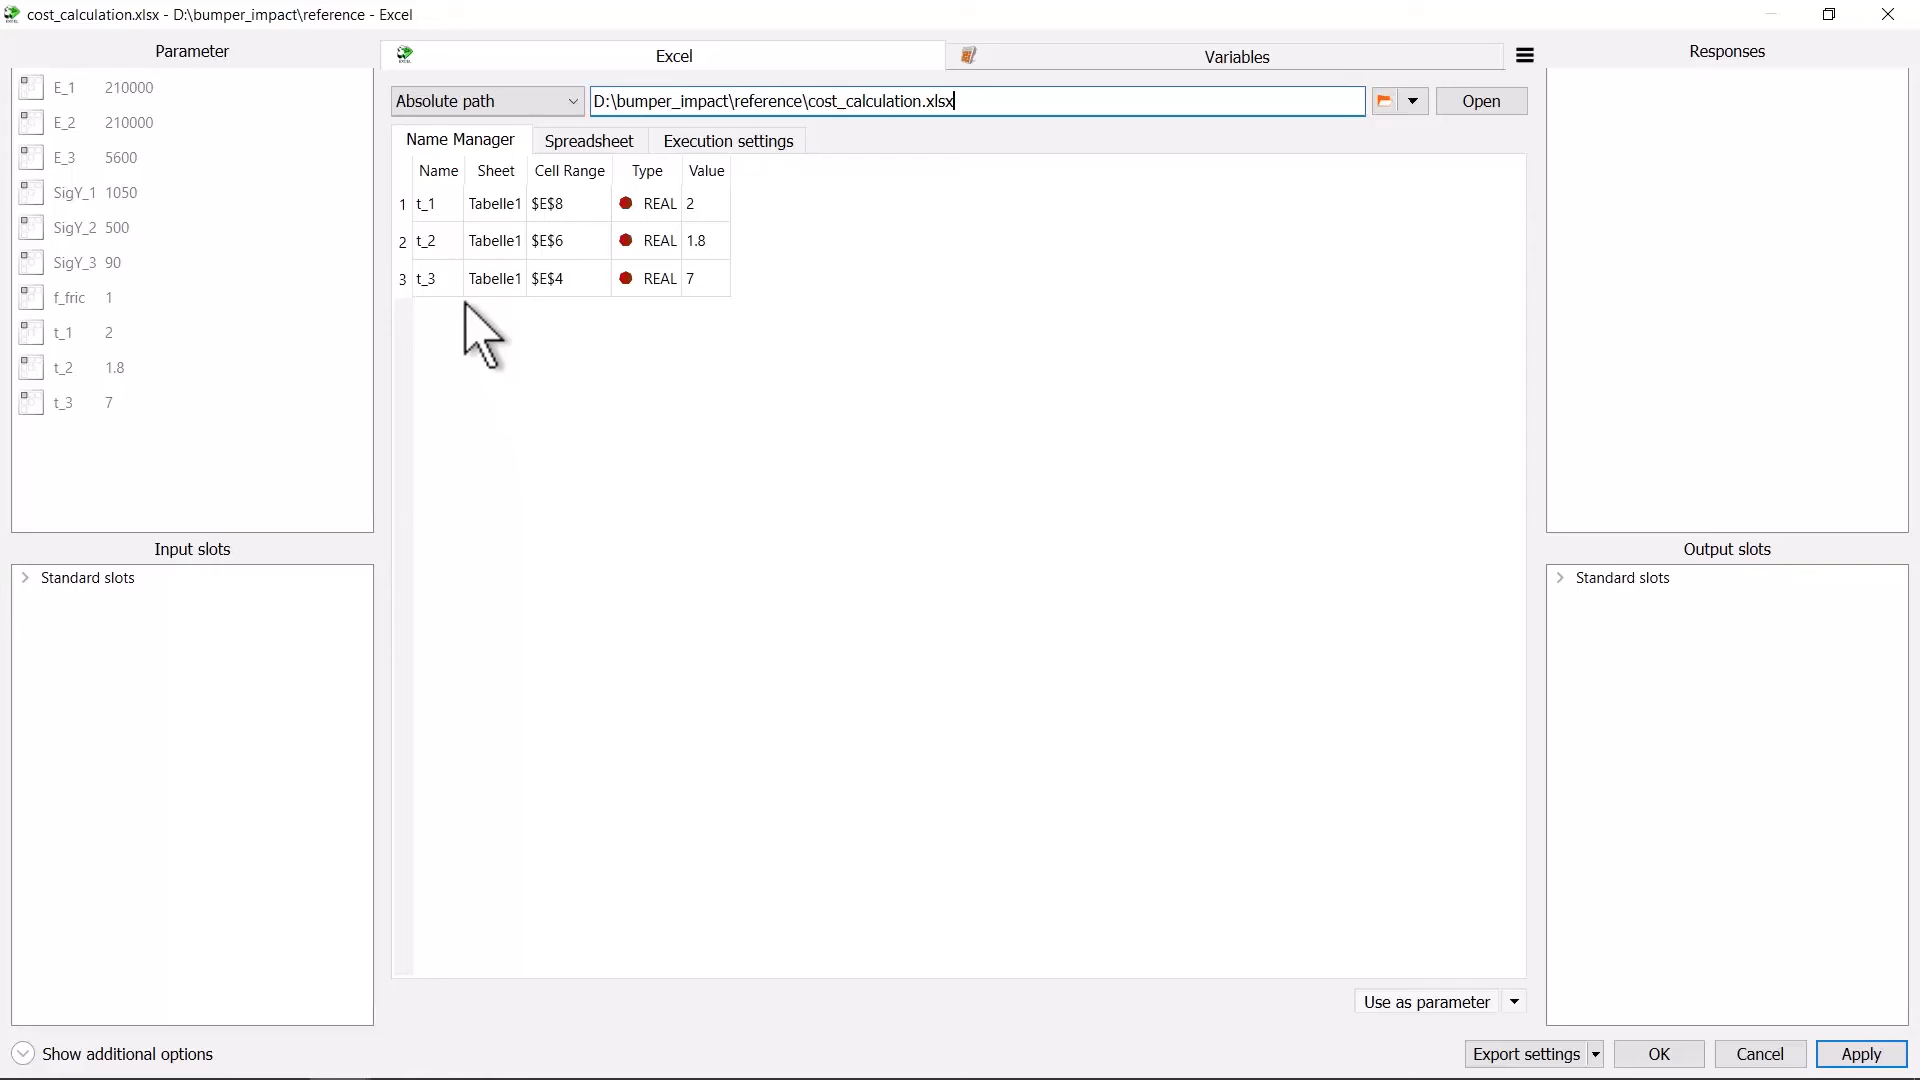 cost_calculation.xlsx - D:\bumper_impact\reference - Excel
Parameter
E_1 210000
E_2 210000
E_3 5600
SigY_1 1050
SigY_2 500
SigY_3 90
f_fric 1
t_1 2
t_2 1.8
t_3 7
Input slots
Standard slots
Show additional options
Excel
Variables
Absolute path D:\bumper_impact\reference\cost_calculation.xlsx Open
Name Manager Spreadsheet Execution settings
Name Sheet Cell Range Type Value
1 t_1 Tabelle1 $E$8 REAL 2
2 t_2 Tabelle1 $E$6 REAL 1.8
3 t_3 Tabelle1 $E$4 REAL 7
Use as parameter
Responses
Output slots
Standard slots
Export settings OK Cancel Apply